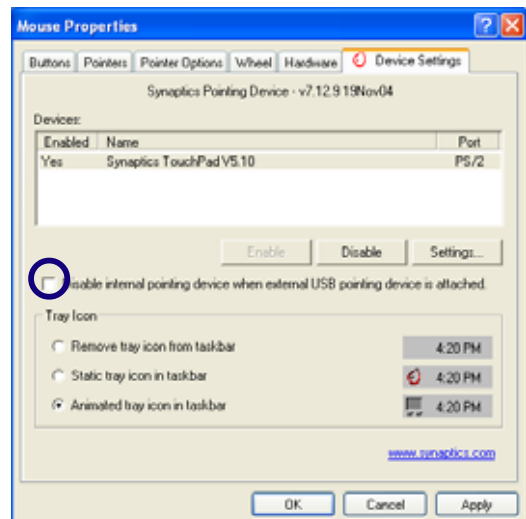 Mouse Properties
Buttons Pointers Pointer Options Wheel Hardware Device Settings
Synaptics Pointing Device - v7.12.9 19Nov04
Devices:
Enabled Name Port
Yes Synaptics TouchPad V5.10 PS/2
Enable Disable Settings...
Disable internal pointing device when external USB pointing device is attached.
Tray Icon
Remove tray icon from taskbar 4:20 PM
Static tray icon in taskbar 4:20 PM
Animated tray icon in taskbar 4:20 PM
www.synaptics.com
OK Cancel Apply